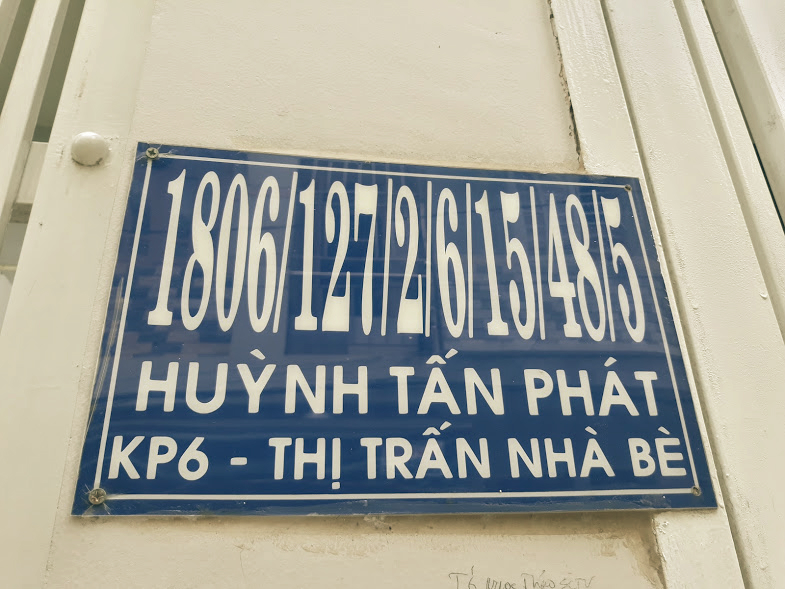 1806/127/2/6/15/48/5
HUỲNH TẤN PHÁT
KP6 - THỊ TRẤN NHÀ BÈ